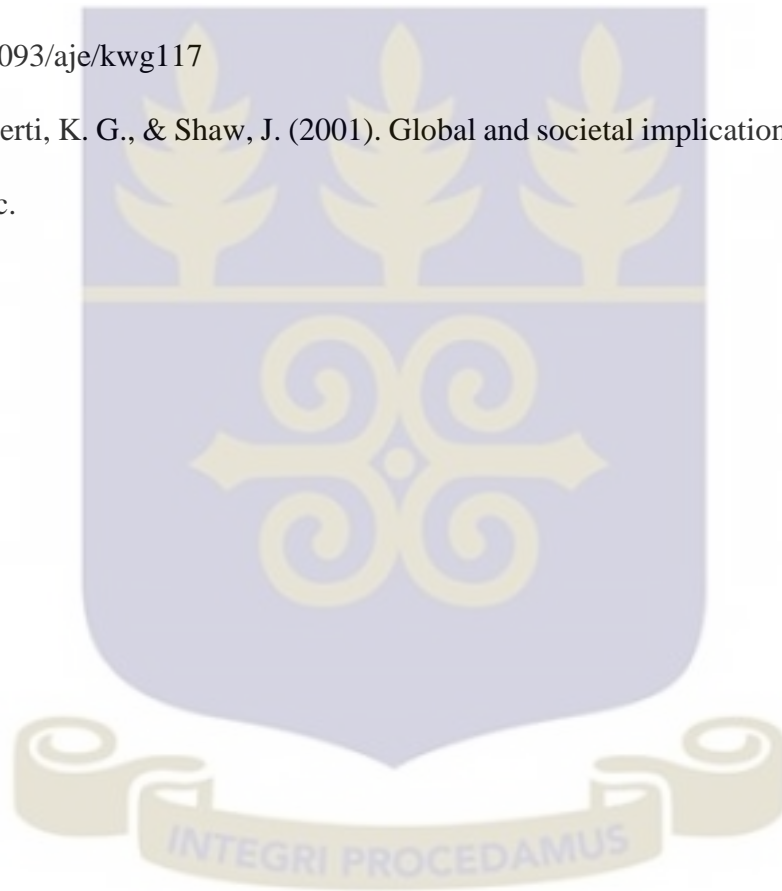 093/aje/kwg117
erti, K. G., & Shaw, J. (2001). Global and societal implication
c.
INTEGRI PROCEDAMUS